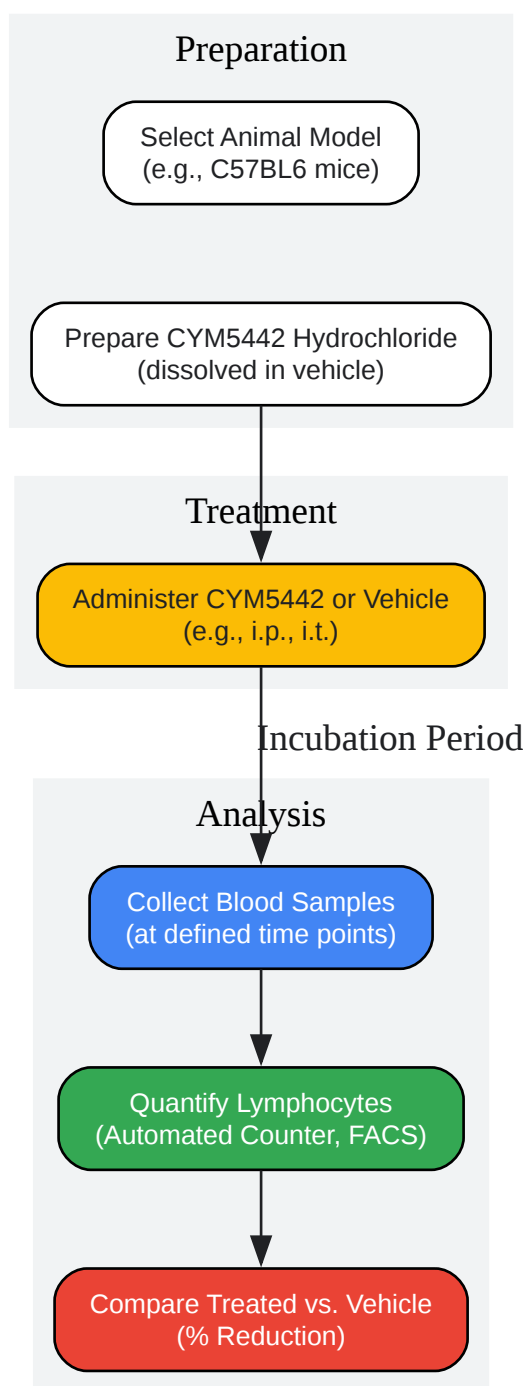 Preparation
Select Animal Model
(e.g., C57BL6 mice)
Prepare CYM5442 Hydrochloride
(dissolved in vehicle)
Treatment
Administer CYM5442 or Vehicle
(e.g., i.p., i.t.)
Incubation Period
Analysis
Collect Blood Samples
(at defined time points)
Quantify Lymphocytes
(Automated Counter, FACS)
Compare Treated vs. Vehicle
(% Reduction)